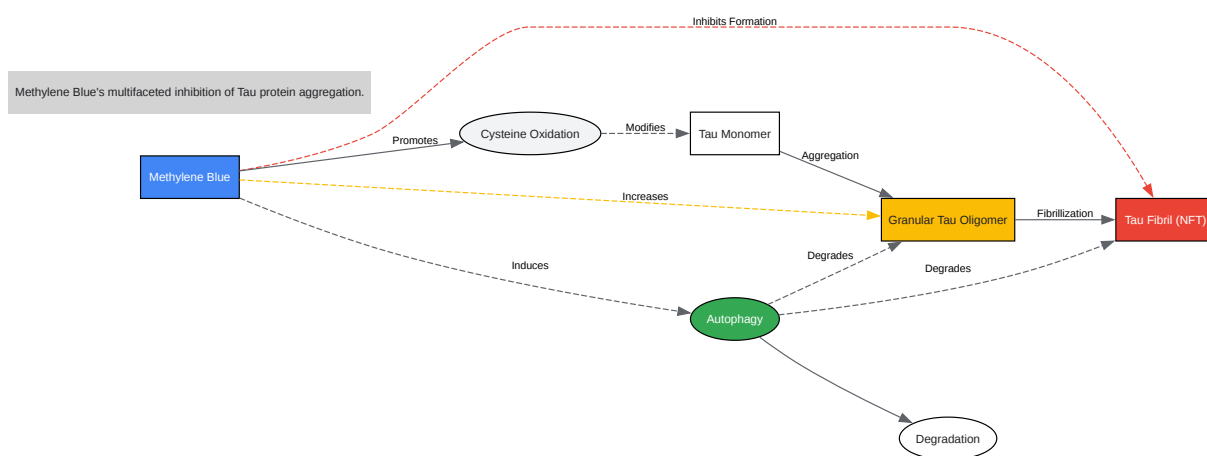 Inhibits Formation
Methylene Blue's multifaceted inhibition of Tau protein aggregation.
Cysteine Oxidation
Modifies
Tau Monomer
Promotes
Aggregation
Methylene Blue
Increases
Granular Tau Oligomer
Fibrillization
Tau Fibril (NFT)
Degrades
Induces
Degrades
Autophagy
Degradation